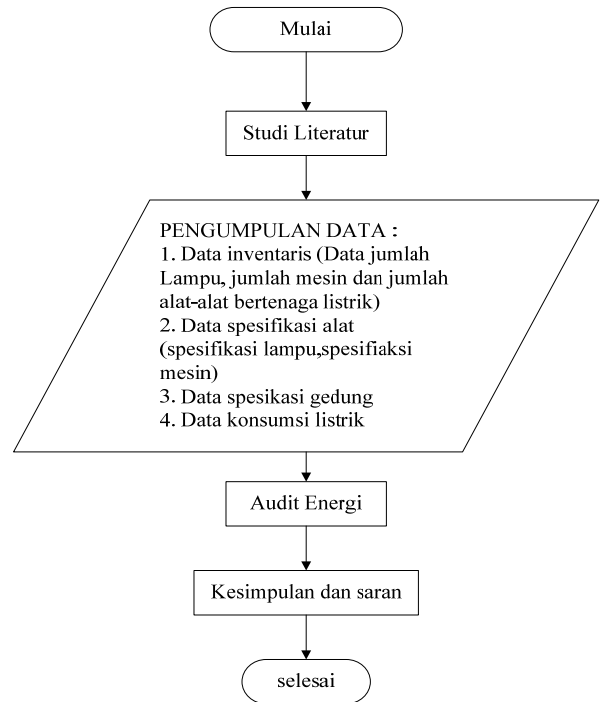 Mulai
Studi Literatur
PENGUMPULAN DATA :
1. Data inventaris (Data jumlah
Lampu, jumlah mesin dan jumlah
alat-alat bertenaga listrik)
2. Data spesifikasi alat
(spesifikasi lampu,spesifiaksi
mesin)
3. Data spesikasi gedung
4. Data konsumsi listrik
Audit Energi
Kesimpulan dan saran
selesai